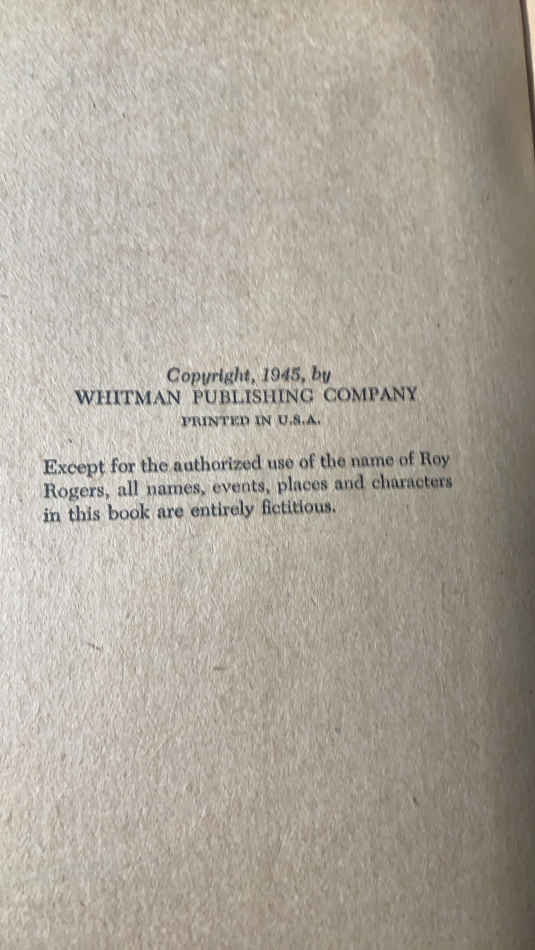 Copyright, 1945, by
WHITMAN PUBLISHING COMPANY
PRINTED IN U.S.A.
Except for the authorized use of the name of Roy
Rogers, all names, events, places and characters
in this book are entirely fictitious.